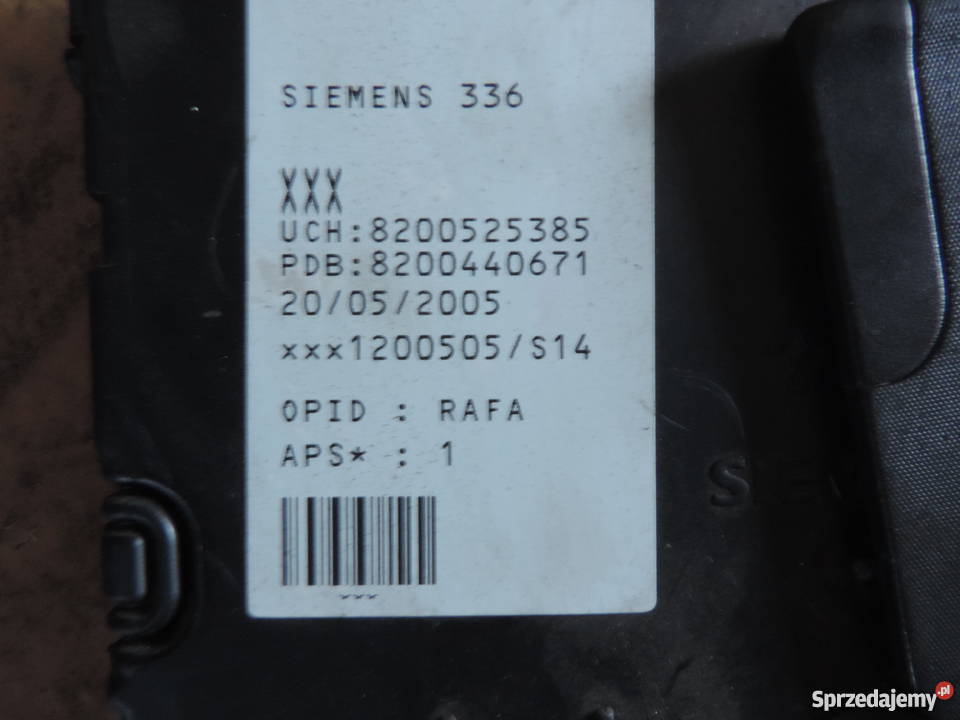 SIEMENS 336
XXX
UCH:8200525385
PDB:8200440671
20/05/2005
xxx1200505/S14
OPID : RAFA
APS* : 1
xxx
Sprzedajemy.pl